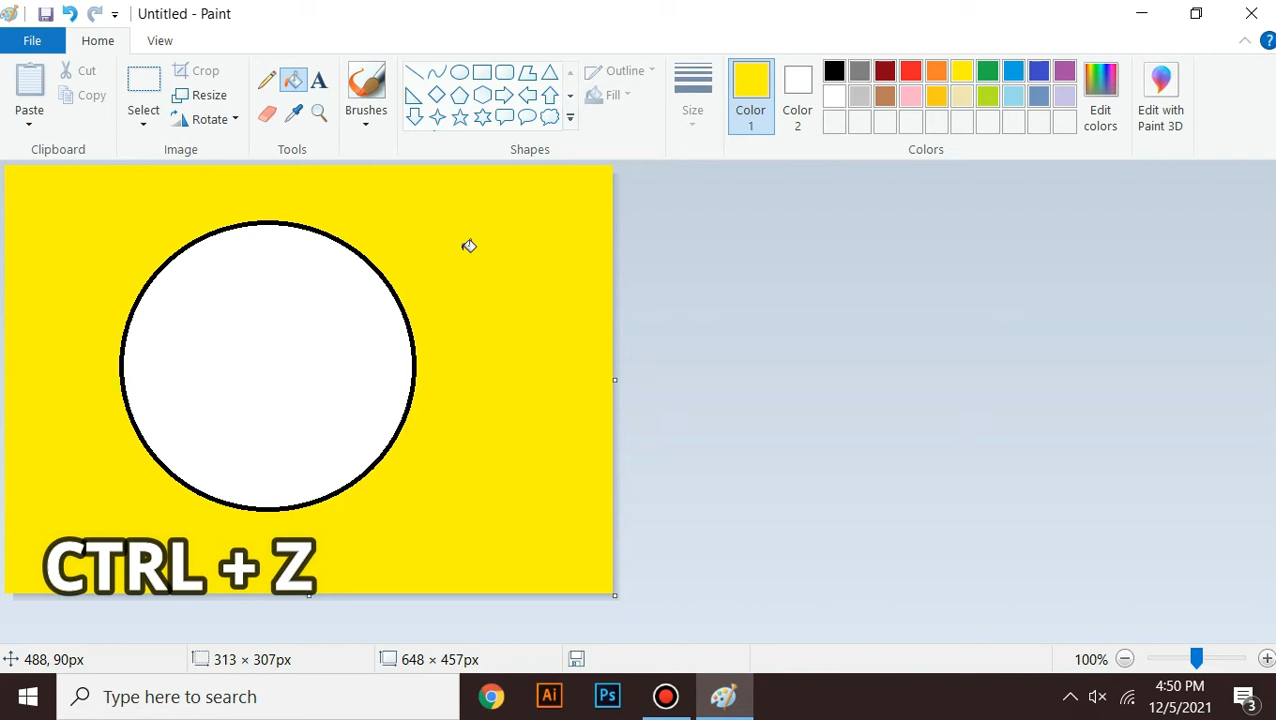 Untitled - Paint
File Home View
Paste
Cut
Copy
Clipboard
Select
Crop
Resize
Rotate
Image
A
Tools
Brushes
Outline
Fill
Shapes
Size
Color 1
Color 2
Edit colors
Colors
Edit with Paint 3D
CTRL + Z
488, 90px
313 × 307px
648 × 457px
100%
Type here to search
Ai
Ps
4:50 PM
12/5/2021
3